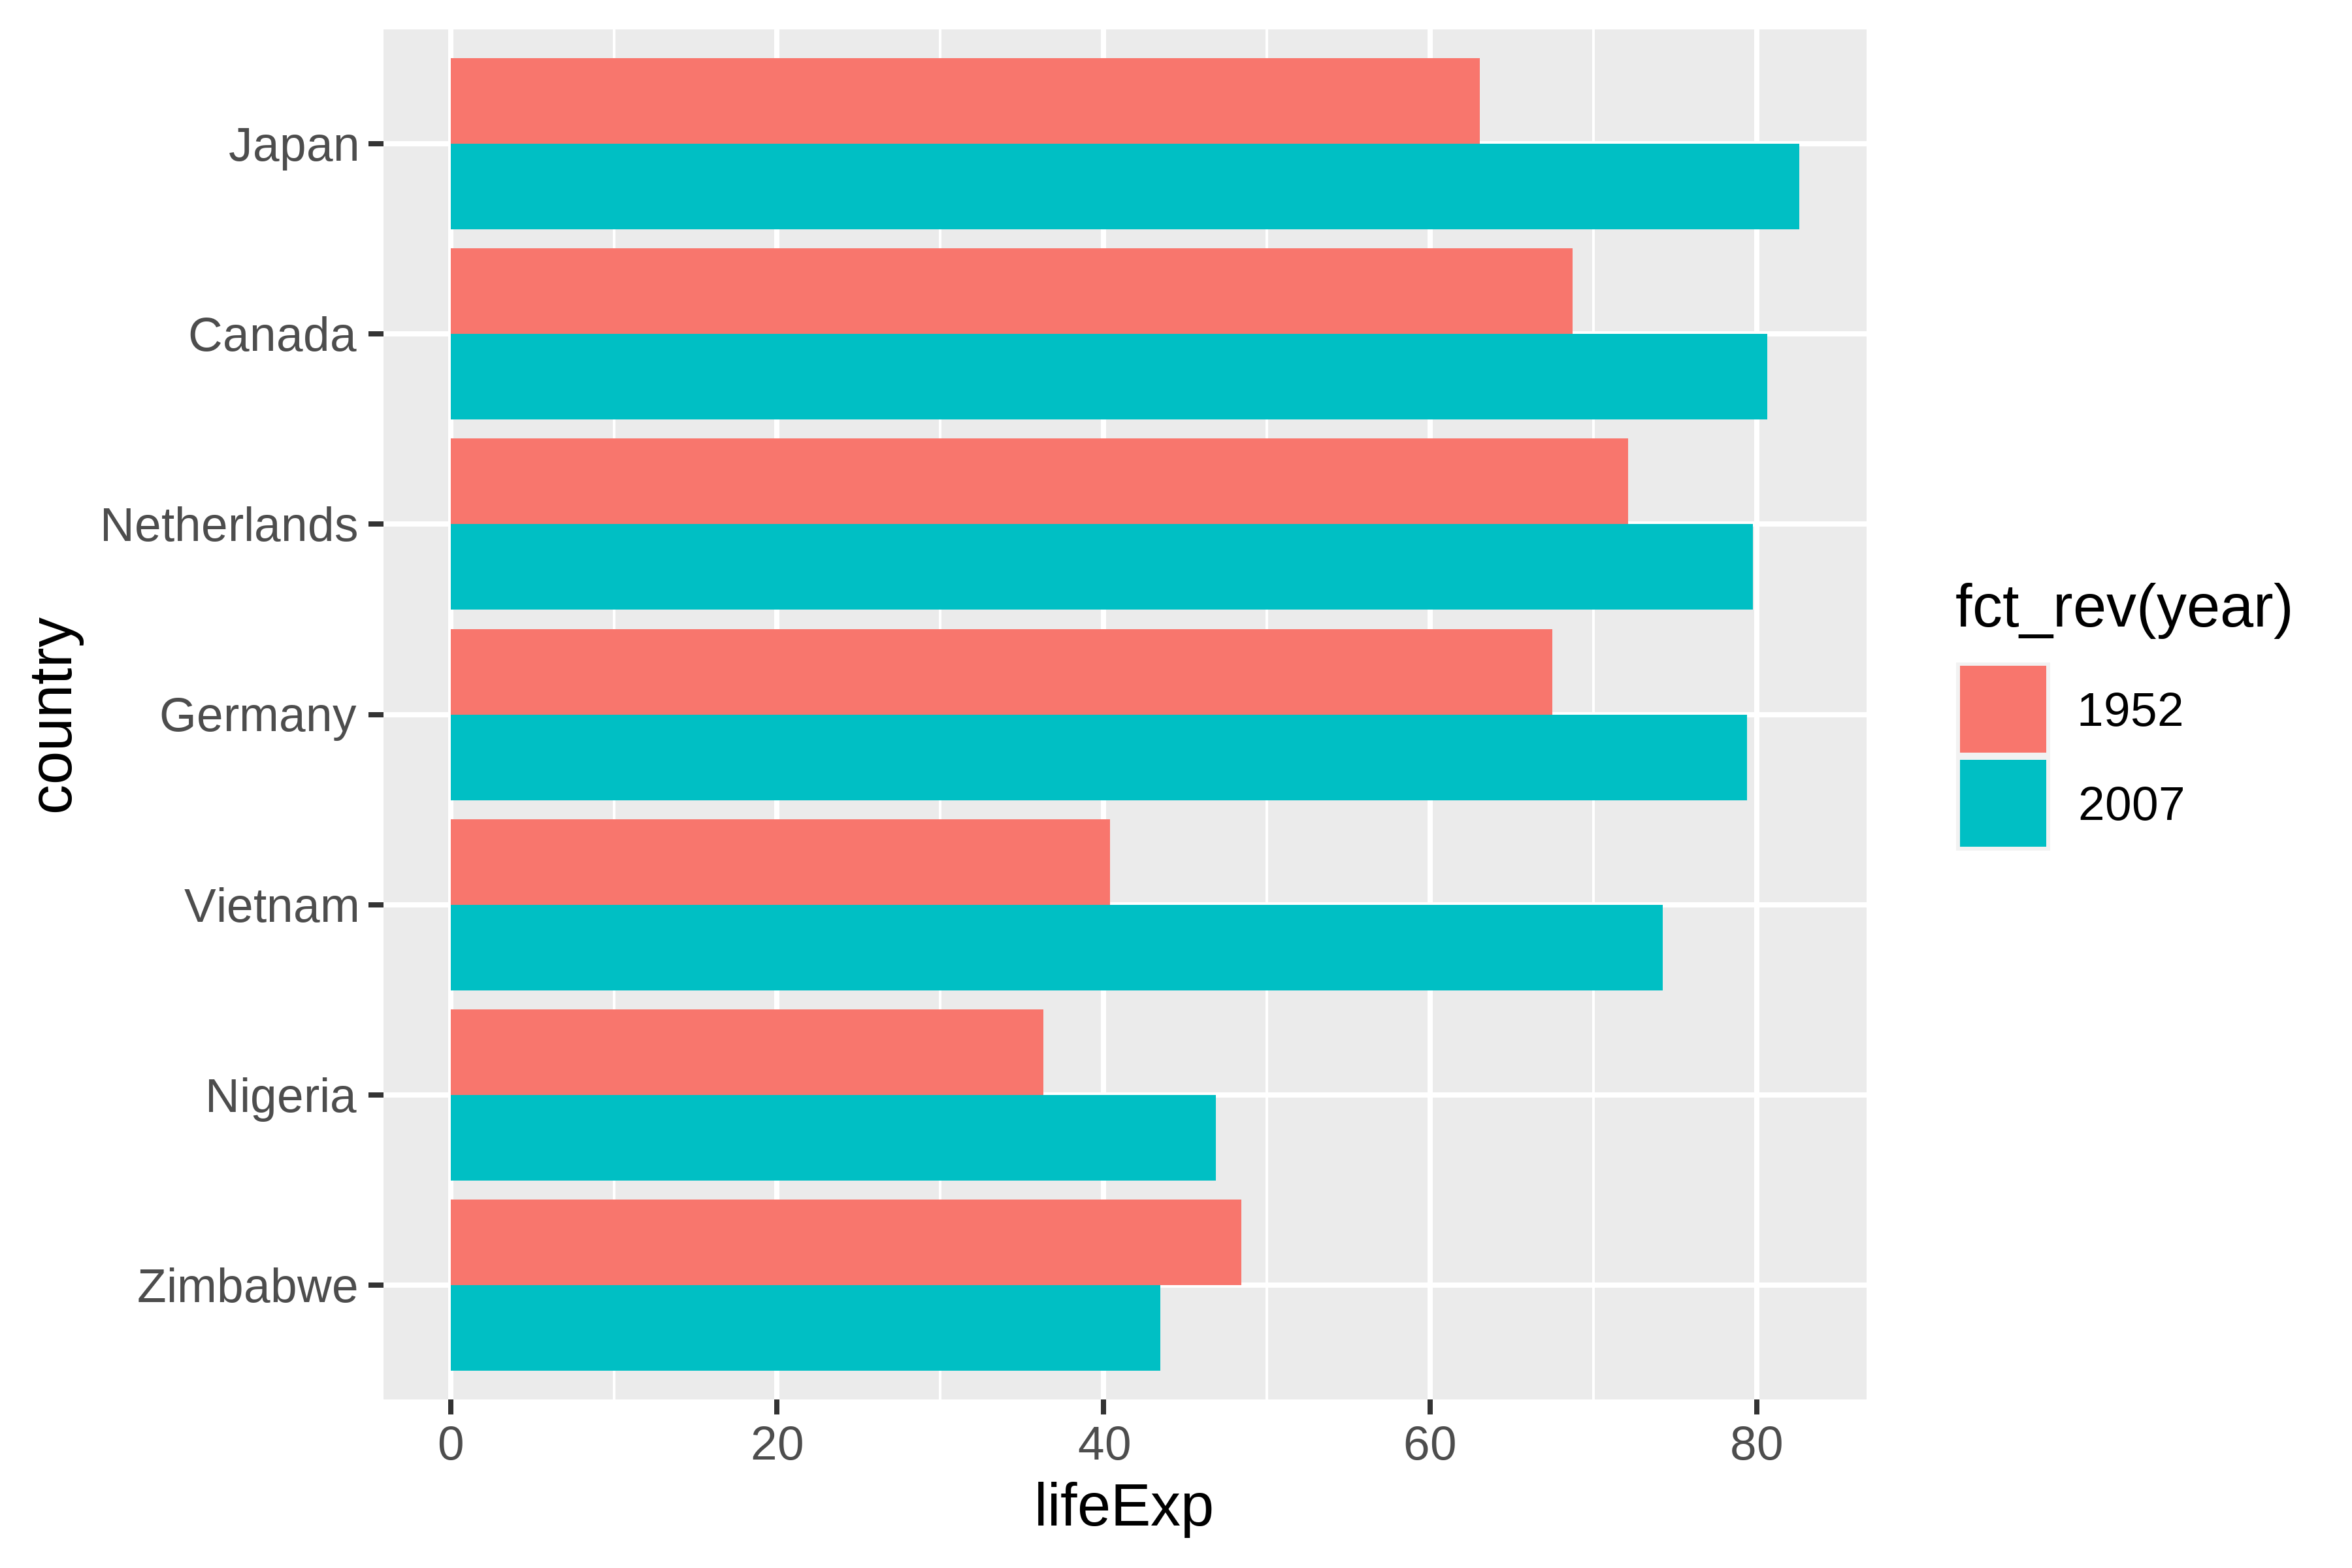 Japan
Canada
Netherlands
Germany
Vietnam
Nigeria
Zimbabwe
country
0 20 40 60 80
lifeExp
fct_rev(year)
1952
2007